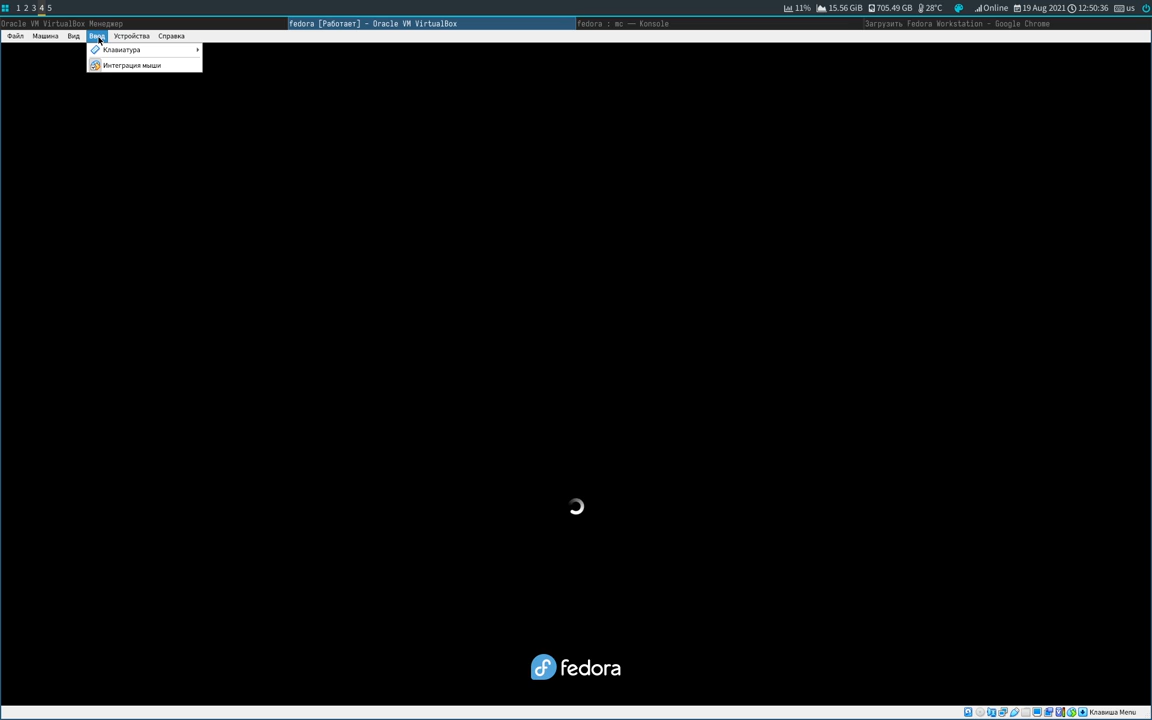 1 2 3 4 5 11% 15.56 GiB 705.49 GB 28°C Online 19 Aug 2021 12:50:36 us
Oracle VM VirtualBox Менеджер fedora [Работает] - Oracle VM VirtualBox fedora : mc — Konsole Загрузить Fedora Workstation - Google Chrome
Файл Машина Вид Ввод Устройства Справка
Клавиатура
Интеграция мыши
fedora
Клавиша Menu